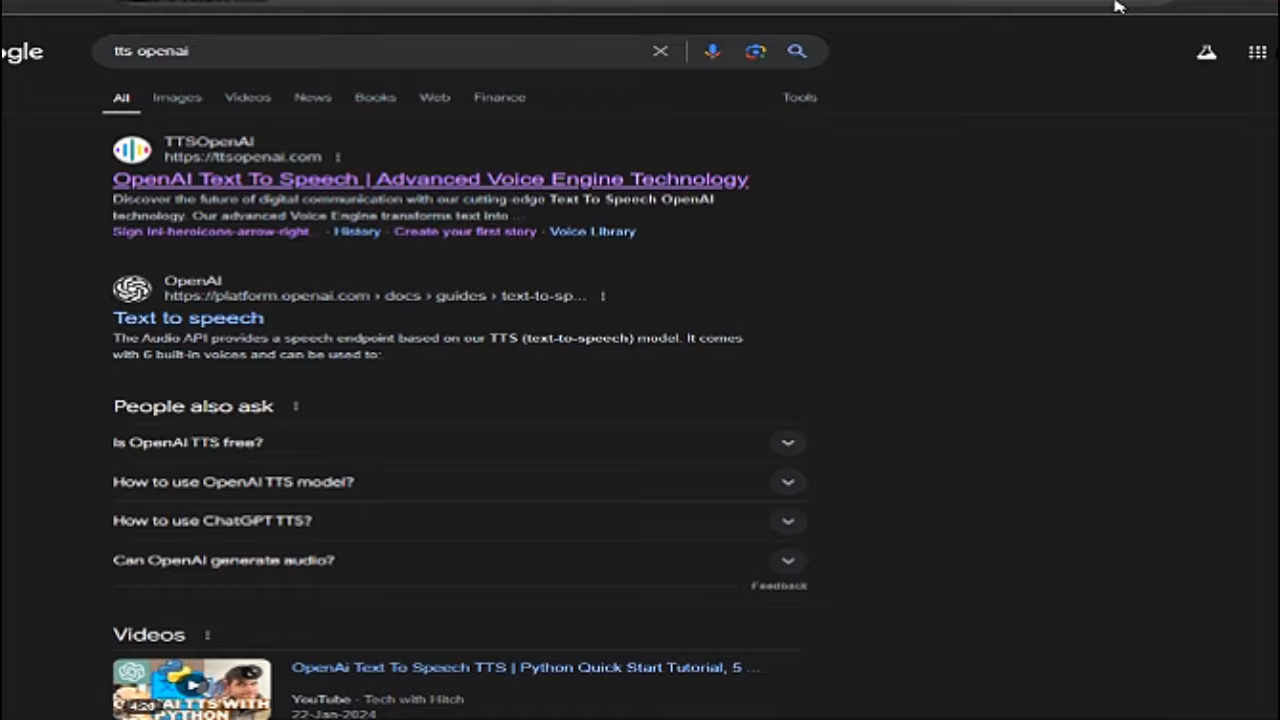 ogle
tts openai
All Images Videos News Books Web Finance Tools
TTSOpenAI
https://ttsopenai.com
OpenAI Text To Speech | Advanced Voice Engine Technology
Discover the future of digital communication with our cutting-edge Text To Speech OpenAI
technology. Our advanced Voice Engine transforms text into ...
Sign Ini-heroicons-arrow-right... · History · Create your first story · Voice Library
OpenAI
https://platform.openai.com › docs › guides › text-to-sp...
Text to speech
The Audio API provides a speech endpoint based on our TTS (text-to-speech) model. It comes
with 6 built-in voices and can be used to:
People also ask
Is OpenAI TTS free?
How to use OpenAI TTS model?
How to use ChatGPT TTS?
Can OpenAI generate audio?
Feedback
Videos
OpenAi Text To Speech TTS | Python Quick Start Tutorial, 5 ...
4:20
AI TTS WITH
PYTHON
YouTube · Tech with Hitch
22-Jan-2024